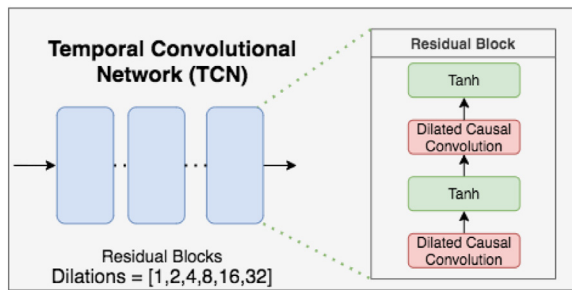 Temporal Convolutional
Network (TCN)
Residual Blocks
Dilations = [1,2,4,8,16,32]
Residual Block
Tanh
Dilated Causal
Convolution
Tanh
Dilated Causal
Convolution